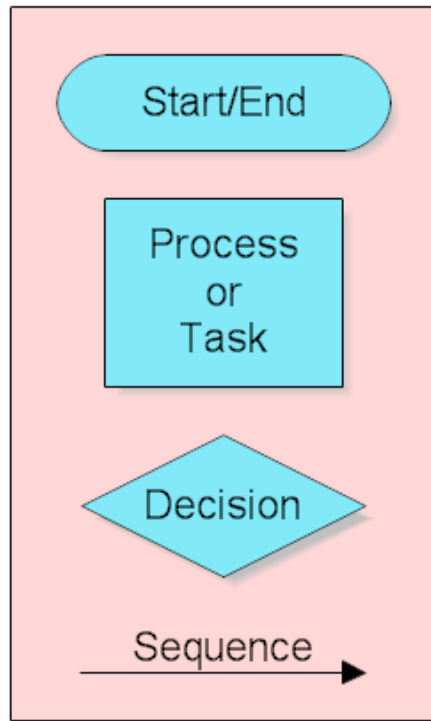 Start/End
Process
or
Task
Decision
Sequence